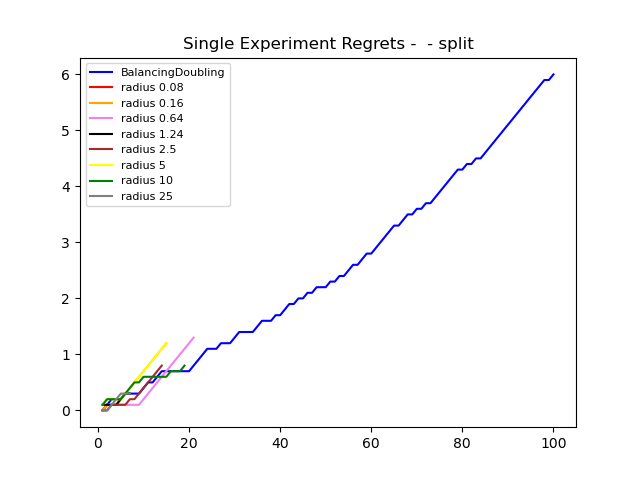 Single Experiment Regrets -  - split
BalancingDoubling
radius 0.08
radius 0.16
radius 0.64
radius 1.24
radius 2.5
radius 5
radius 10
radius 25
6
5
4
3
2
1
0
0 20 40 60 80 100